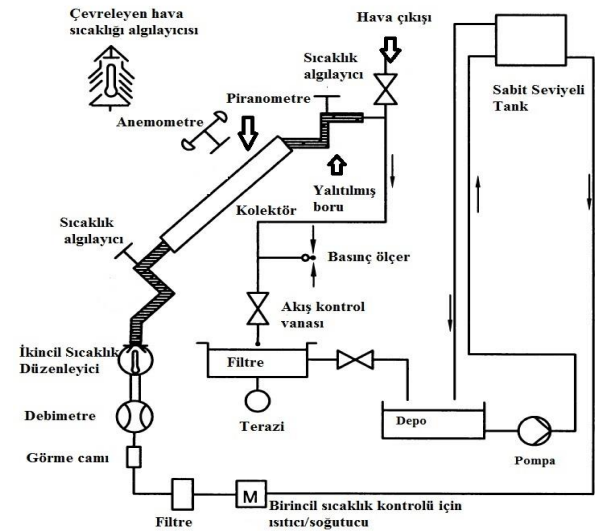 Çevreleyen hava
sıcaklığı algılayıcısı
Hava çıkışı
Sıcaklık
algılayıcı
Piranometre
Anemometre
Sabit Seviyeli
Tank
Yalıtılmış
boru
Kolektör
Sıcaklık
algılayıcı
Basınç ölçer
Akış kontrol
vanası
İkincil Sıcaklık
Düzenleyici
Filtre
Debimetre
Terazi
Depo
Pompa
Görme camı
M
Birincil sıcaklık kontrolü için
ısıtıcı/soğutucu
Filtre